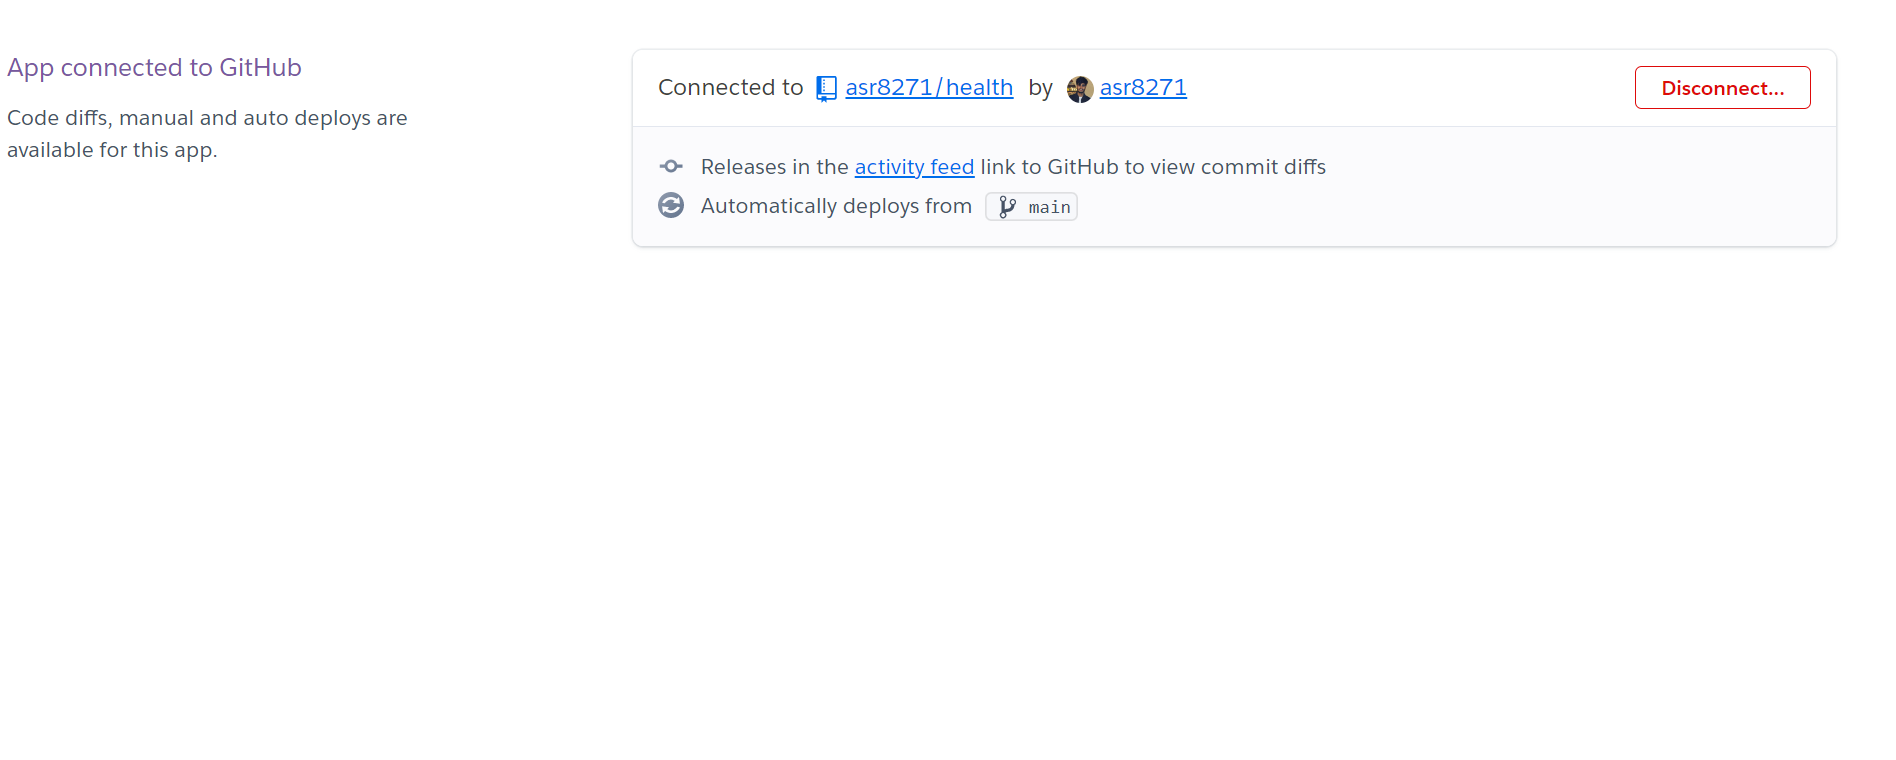 App connected to GitHub
Code diffs, manual and auto deploys are
available for this app.
Connected to asr8271/health by asr8271
Disconnect...
Releases in the activity feed link to GitHub to view commit diffs
Automatically deploys from main